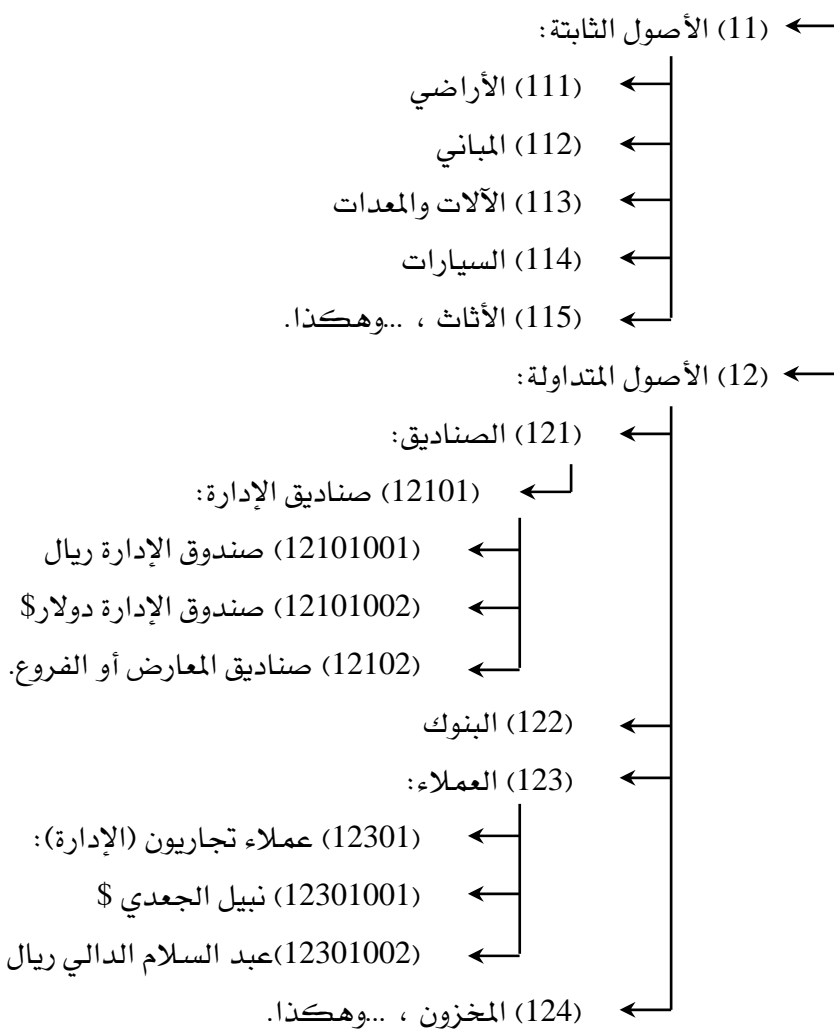 (11) الأصول الثابتة:
(111) الأراضي
(112) المباني
(113) الآلات والمعدات
(114) السيارات
(115) الأثاث ، ...وهكذا.
(12) الأصول المتداولة:
(121) الصناديق:
(12101) صناديق الإدارة:
(12101001) صندوق الإدارة ريال
(12101002) صندوق الإدارة دولار$
(12102) صناديق المعارض أو الفروع.
(122) البنوك
(123) العملاء:
(12301) عملاء تجاريون (الإدارة):
(12301001) نبيل الجعدي $
(12301002)عبد السلام الدالي ريال
(124) المخزون ، ...وهكذا.